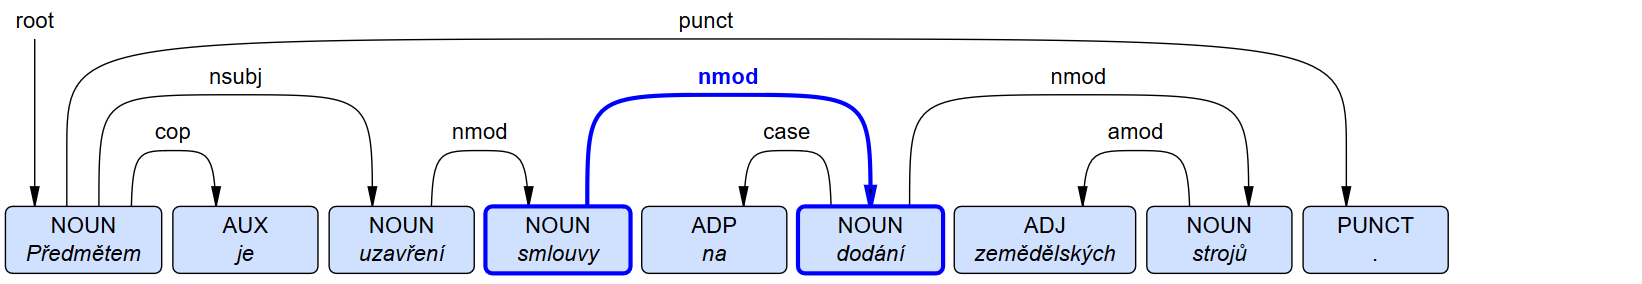 root punct
nsubj nmod nmod
cop nmod case amod
NOUN AUX NOUN NOUN ADP NOUN ADJ NOUN PUNCT
Předmětem je uzavření smlouvy na dodání zemědělských strojů .